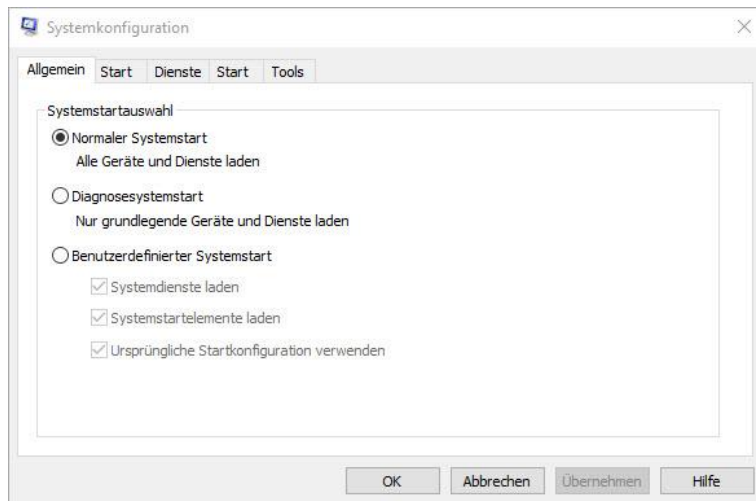 Systemkonfiguration
Allgemein Start Dienste Start Tools
Systemstartauswahl
Normaler Systemstart
Alle Geräte und Dienste laden
Diagnosesystemstart
Nur grundlegende Geräte und Dienste laden
Benutzerdefinierter Systemstart
Systemdienste laden
Systemstartelemente laden
Ursprüngliche Startkonfiguration verwenden
OK Abbrechen Übernehmen Hilfe